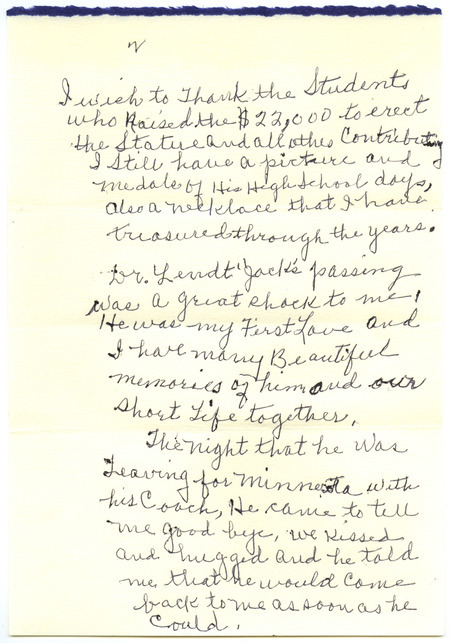 2
I wish to Thank the Students
who Raised the $22,000 to erect
the Statue and all other Contributing
I Still have a picture and
medals of His High School days,
also a necklace that I have
treasured through the years.
Dr. Lendt "Jack's passing
was a great shock to me,
He was my First Love and
I have many Beautiful
memories of him and our
short Life together.
The night that he was
Leaving for Minnesota with
his Coach, He came to tell
me good bye, we kissed
and hugged and he told
me that he would come
back to me as soon as he
Could.